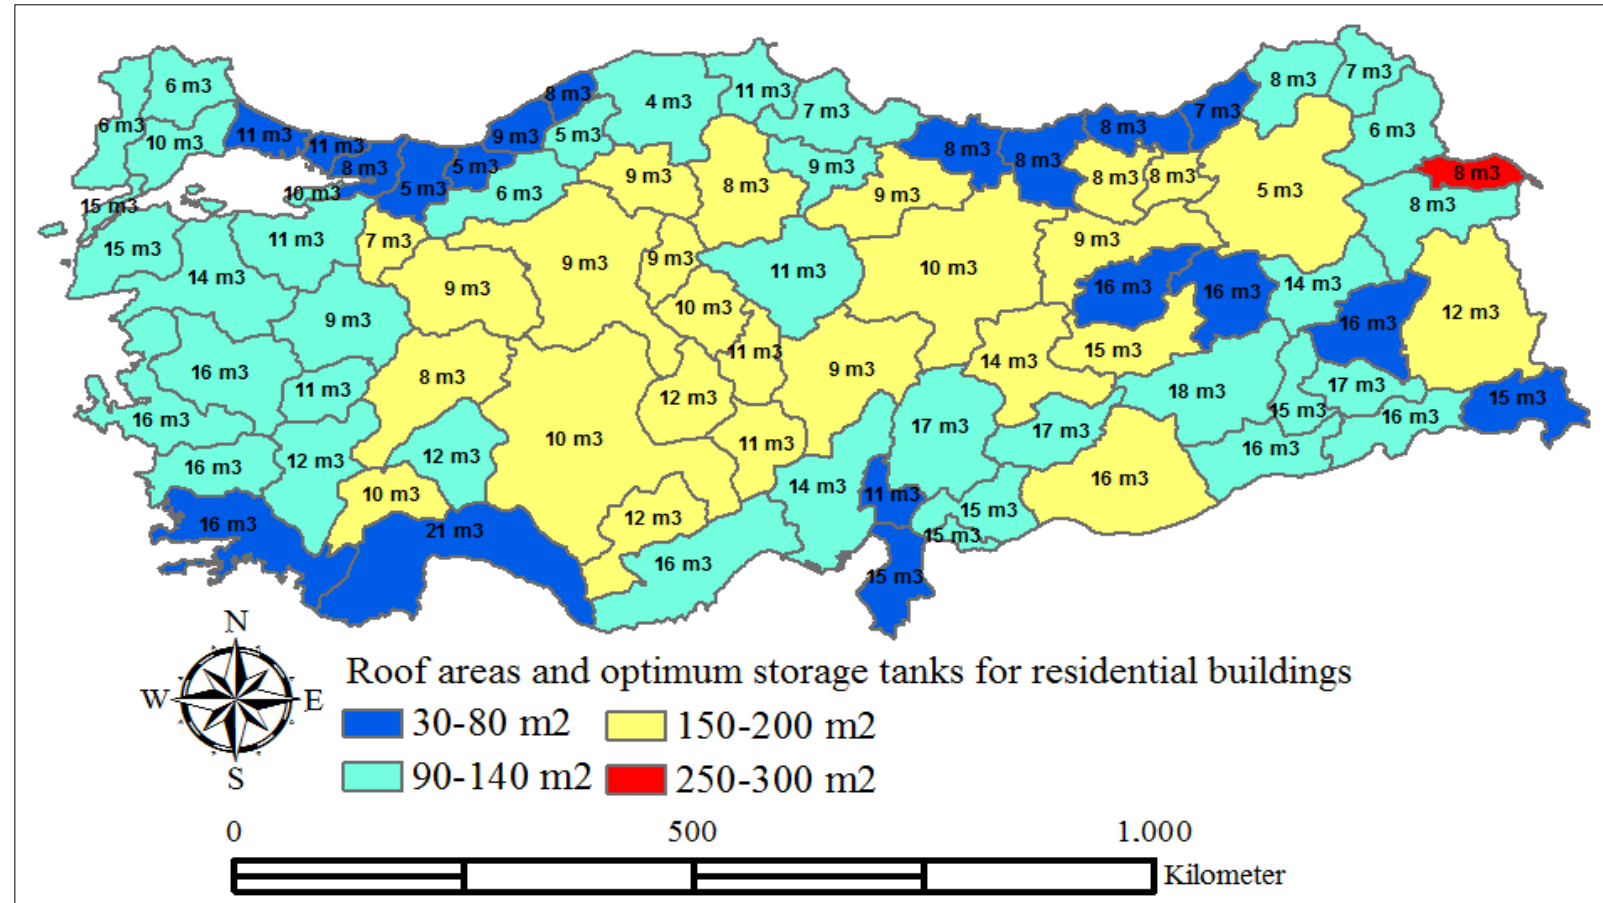 8 m3
7 m3
6 m3
8 m3
11 m3
4 m3
7 m3
7 m3
6 m3
11 m3
9 m3
5 m3
8 m3
6 m3
10 m3
11 m3
8 m3
5 m3
9 m3
8 m3
8 m3
8 m3
8 m3
8 m3
10 m3
5 m3
6 m3
9 m3
8 m3
9 m3
5 m3
15 m3
8 m3
15 m3
11 m3
7 m3
9 m3
14 m3
9 m3
9 m3
11 m3
10 m3
16 m3
16 m3
14 m3
9 m3
9 m3
10 m3
16 m3
12 m3
16 m3
11 m3
8 m3
11 m3
9 m3
14 m3
15 m3
16 m3
12 m3
18 m3
15 m3
17 m3
15 m3
16 m3
12 m3
12 m3
10 m3
11 m3
17 m3
17 m3
16 m3
16 m3
10 m3
14 m3
11 m3
16 m3
16 m3
21 m3
12 m3
15 m3
15 m3
16 m3
15 m3
N
W
E
S
Roof areas and optimum storage tanks for residential buildings
30-80 m2
150-200 m2
90-140 m2
250-300 m2
0
500
1.000
Kilometer